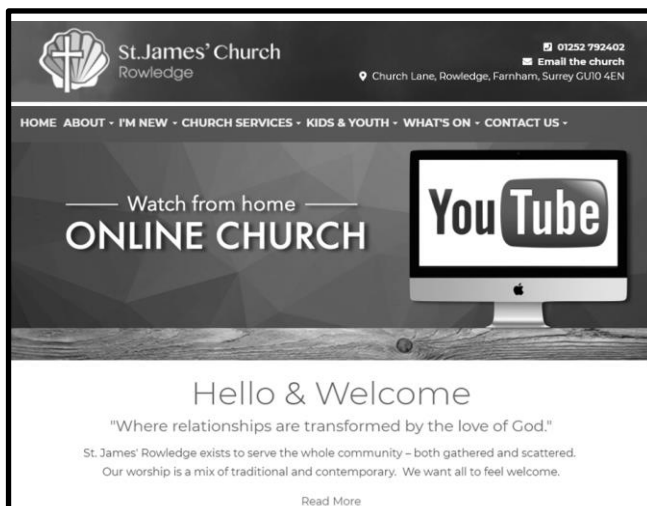 St.James' Church
Rowledge
01252 792402
Email the church
Church Lane, Rowledge, Farnham, Surrey GU10 4EN
HOME ABOUT I'M NEW CHURCH SERVICES KIDS & YOUTH WHAT'S ON CONTACT US
Watch from home
ONLINE CHURCH
YouTube
Hello & Welcome
"Where relationships are transformed by the love of God."
St. James' Rowledge exists to serve the whole community – both gathered and scattered.
Our worship is a mix of traditional and contemporary. We want all to feel welcome.
Read More